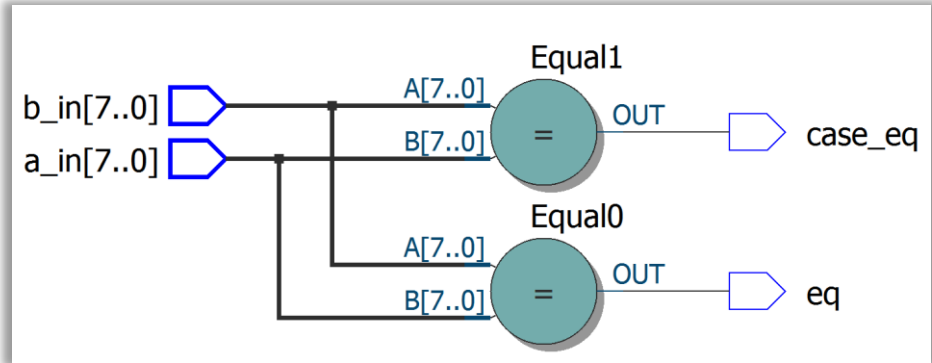 Equal1
b_in[7..0]
A[7..0]
OUT
=
case_eq
a_in[7..0]
B[7..0]
Equal0
A[7..0]
OUT
=
eq
B[7..0]